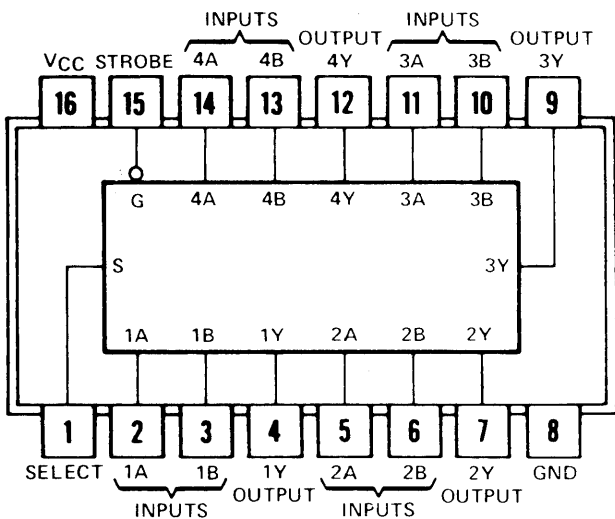 INPUTS INPUTS
OUTPUT OUTPUT
VCC STROBE 4A 4B 4Y 3A 3B 3Y
16 15 14 13 12 11 10 9
G 4A 4B 4Y 3A 3B
S 3Y
1A 1B 1Y 2A 2B 2Y
1 2 3 4 5 6 7 8
SELECT 1A 1B 1Y 2A 2B 2Y GND
OUTPUT OUTPUT
INPUTS INPUTS